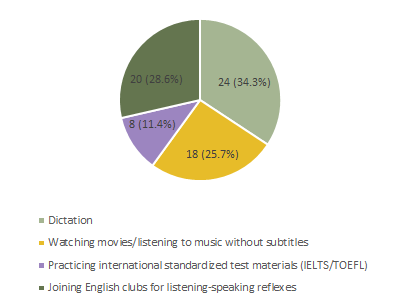 24 (34.3%)
18 (25.7%)
8 (11.4%)
20 (28.6%)
Dictation
Watching movies/listening to music without subtitles
Practicing international standardized test materials (IELTS/TOEFL)
Joining English clubs for listening-speaking reflexes